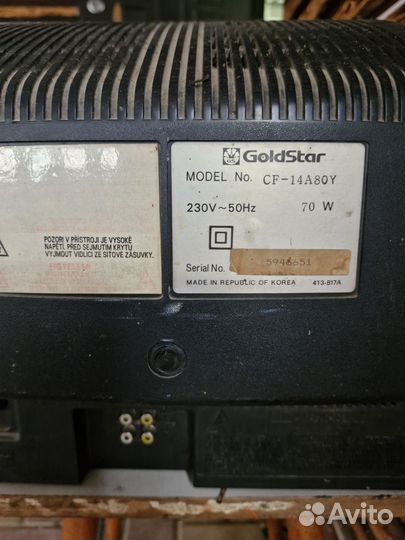 GoldStar
MODEL No. CF-14A80Y
230V~50Hz 70 W
Serial No. 5946651
MADE IN REPUBLIC OF KOREA 413-817A
POZOR! V PŘÍSTROJI JE VYSOKÉ
NAPĚTÍ. PŘED SEJMUTÍM KRYTU
VYJMOUT VIDLICI ZE SÍŤOVÉ ZÁSUVKY.
Avito